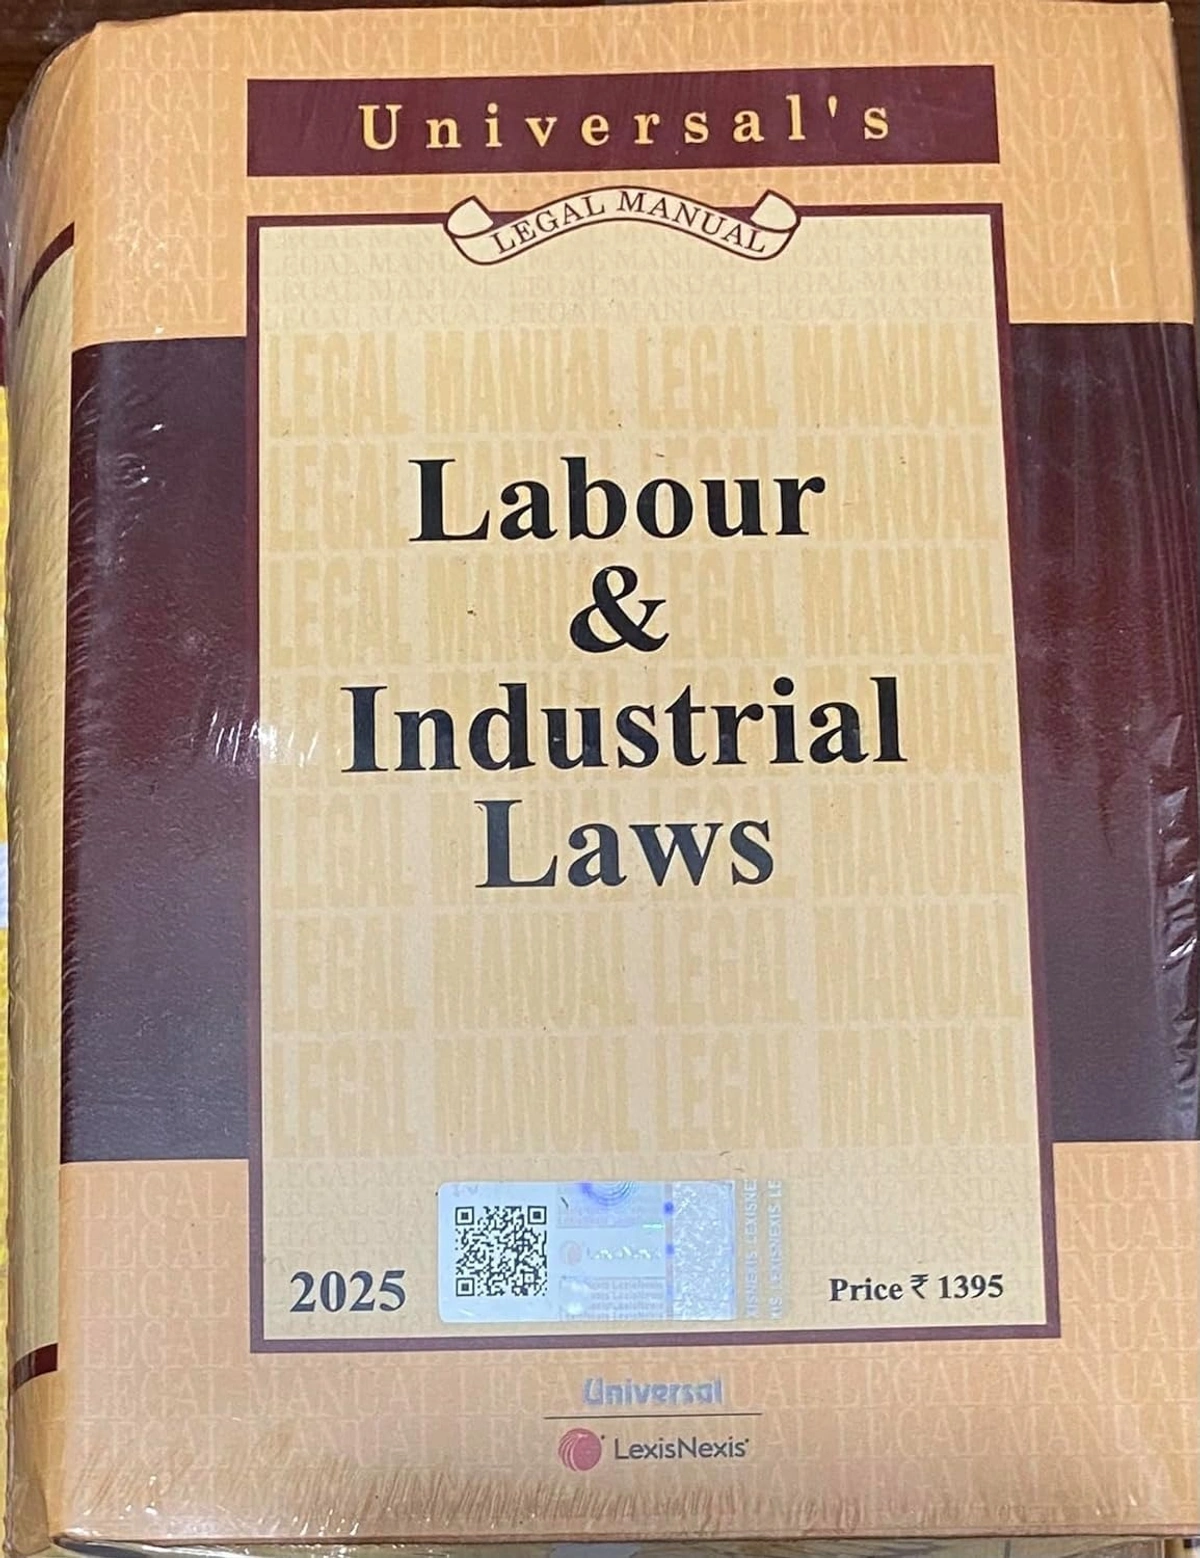 Universal's
LEGAL MANUAL
Labour
&
Industrial
Laws
2025
Price ₹ 1395
Universal
LexisNexis